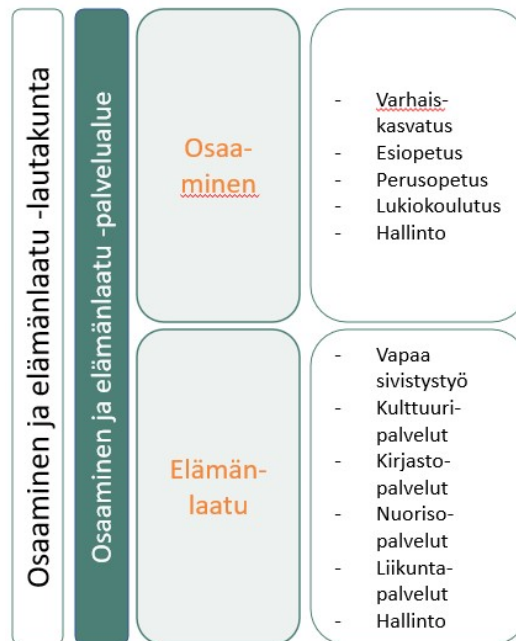 Osaaminen ja elämänlaatu -lautakunta
Osaaminen ja elämänlaatu -palvelualue
Osaa-
minen
- Varhais-
kasvatus
- Esiopetus
- Perusopetus
- Lukiokoulutus
- Hallinto
Elämän-
laatu
- Vapaa
sivistystyö
- Kulttuuri-
palvelut
- Kirjasto-
palvelut
- Nuoriso-
palvelut
- Liikunta-
palvelut
- Hallinto